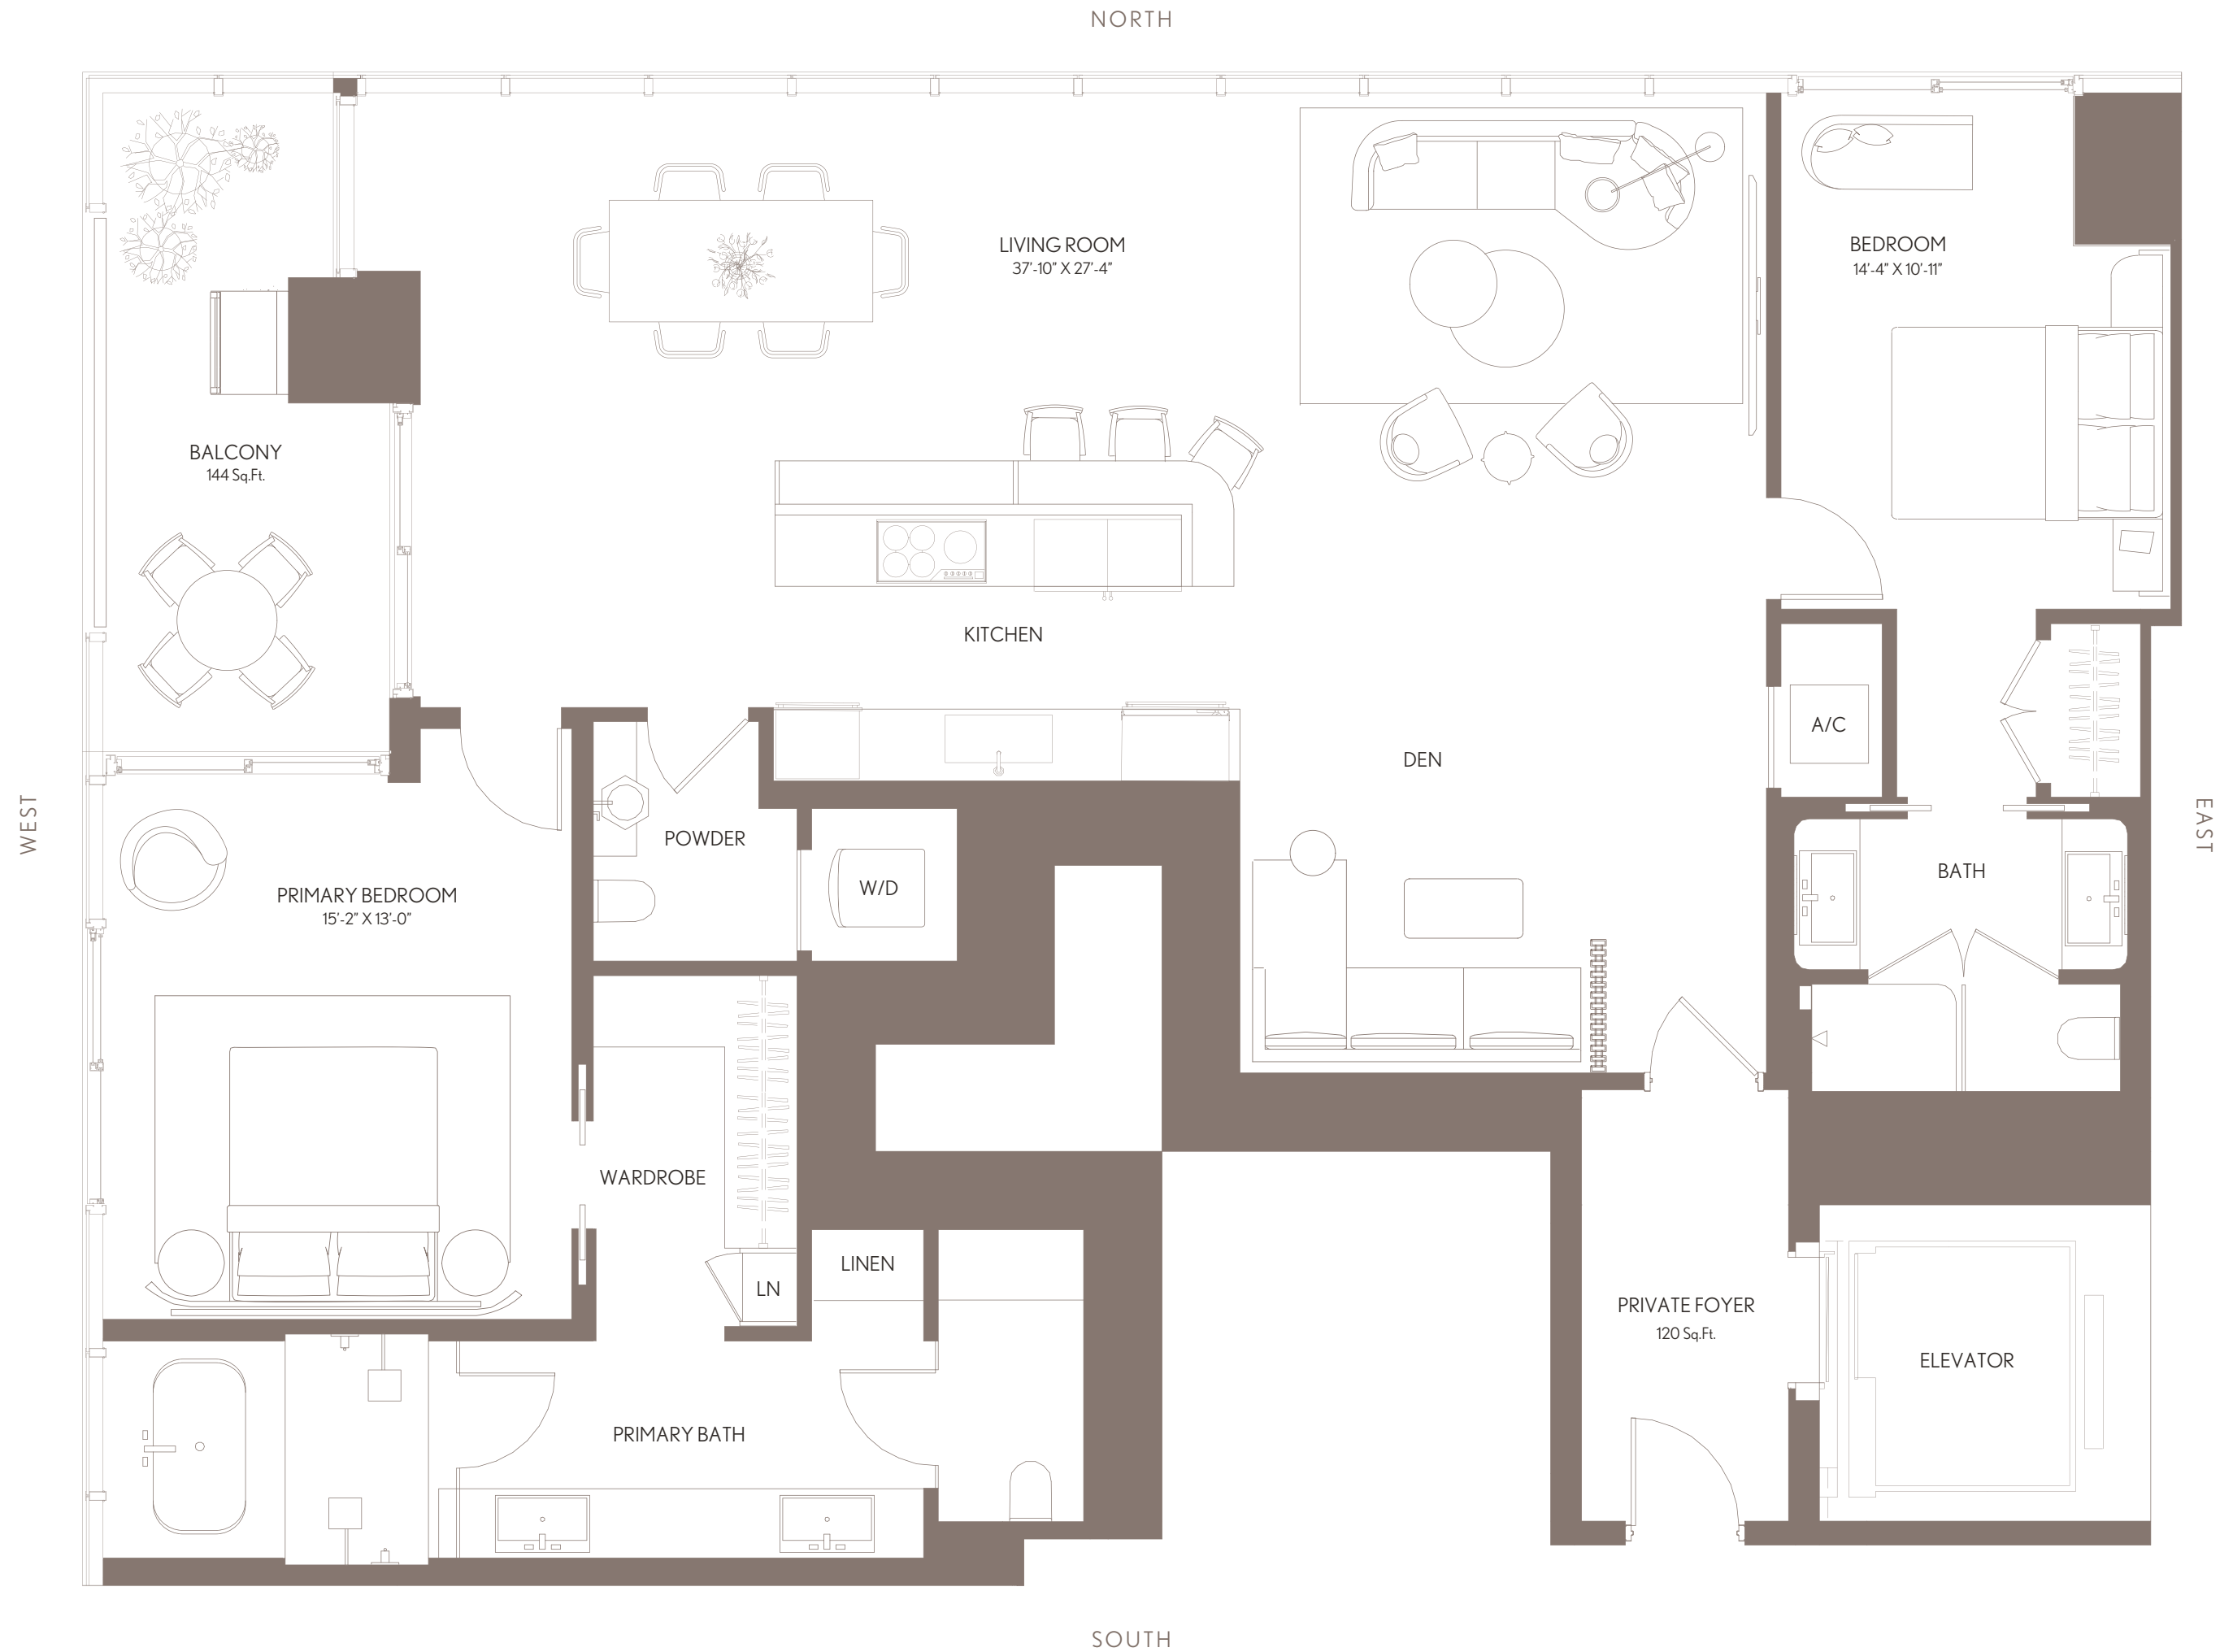 NORTH
LIVING ROOM
37'-10" X 27'-4"
BEDROOM
14'-4" X 10'-11"
BALCONY
144 Sq.Ft.
KITCHEN
A/C
DEN
WEST
EAST
POWDER
BATH
W/D
PRIMARY BEDROOM
15'-2" X 13'-0"
WARDROBE
LINEN
LN
PRIVATE FOYER
120 Sq.Ft.
ELEVATOR
PRIMARY BATH
SOUTH